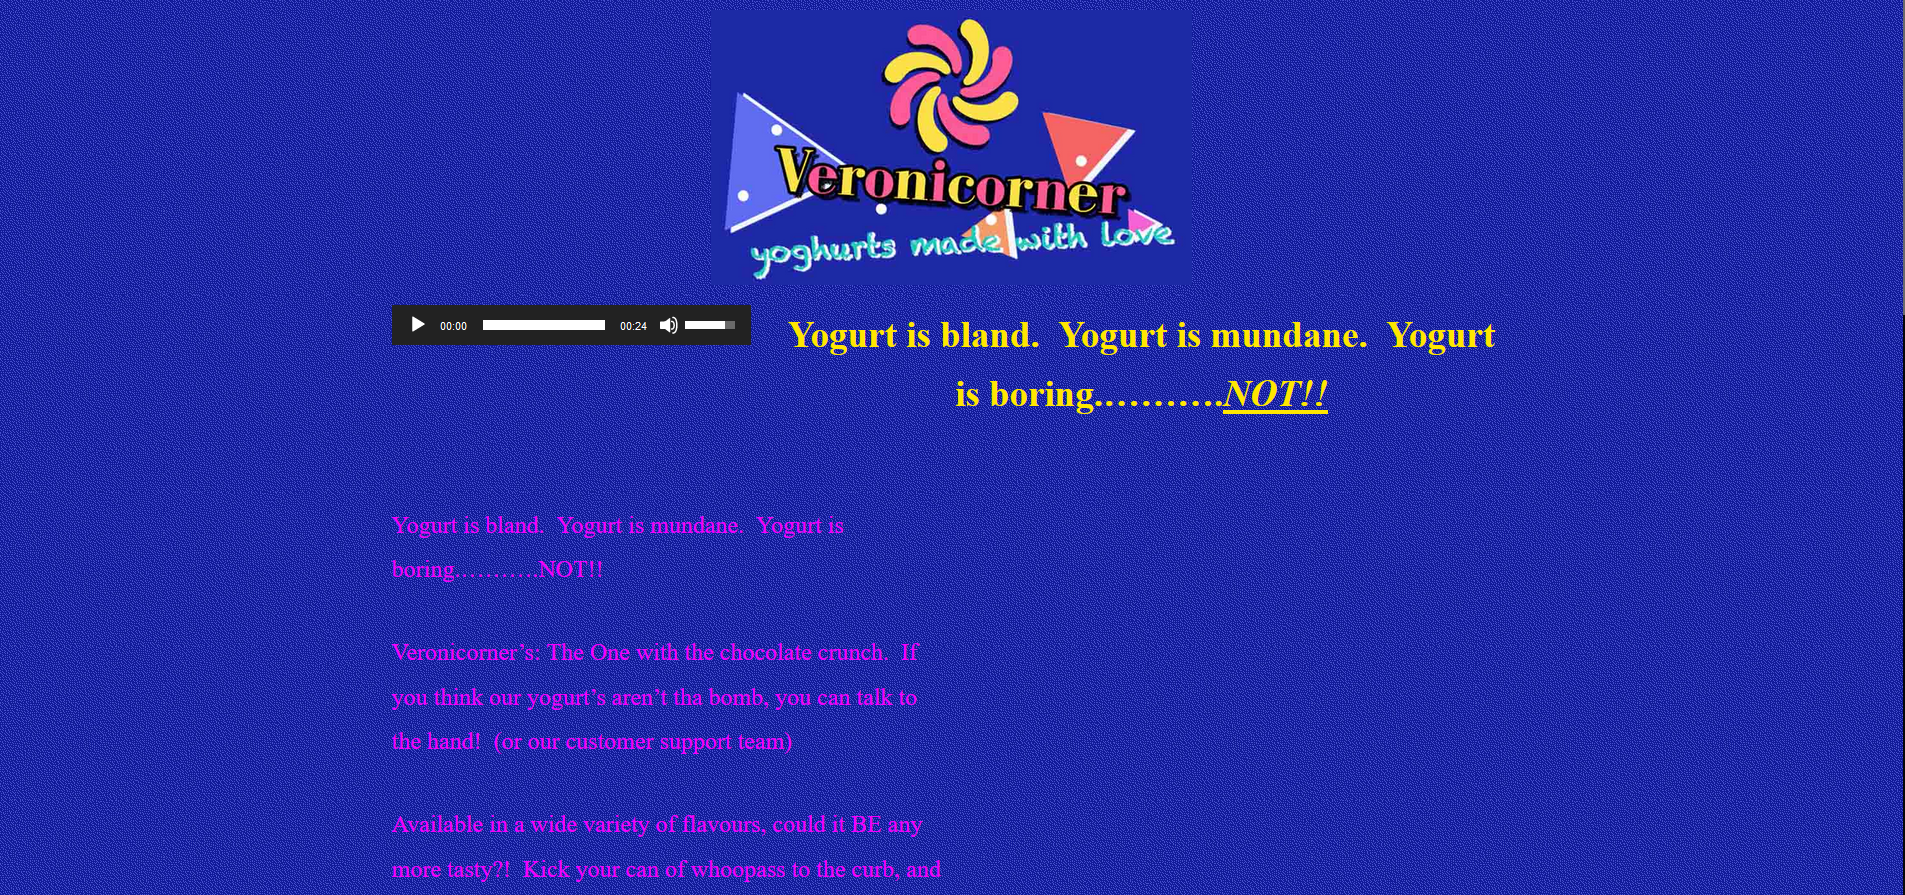 Veronicorner
yoghurts made with love
00:00 00:24
Yogurt is bland.  Yogurt is mundane.  Yogurt
is boring………..NOT!!
Yogurt is bland.  Yogurt is mundane.  Yogurt is
boring.……….NOT!!
Veronicorner’s: The One with the chocolate crunch.  If
you think our yogurt’s aren’t tha bomb, you can talk to
the hand!  (or our customer support team)
Available in a wide variety of flavours, could it BE any
more tasty?!  Kick your can of whoopass to the curb, and